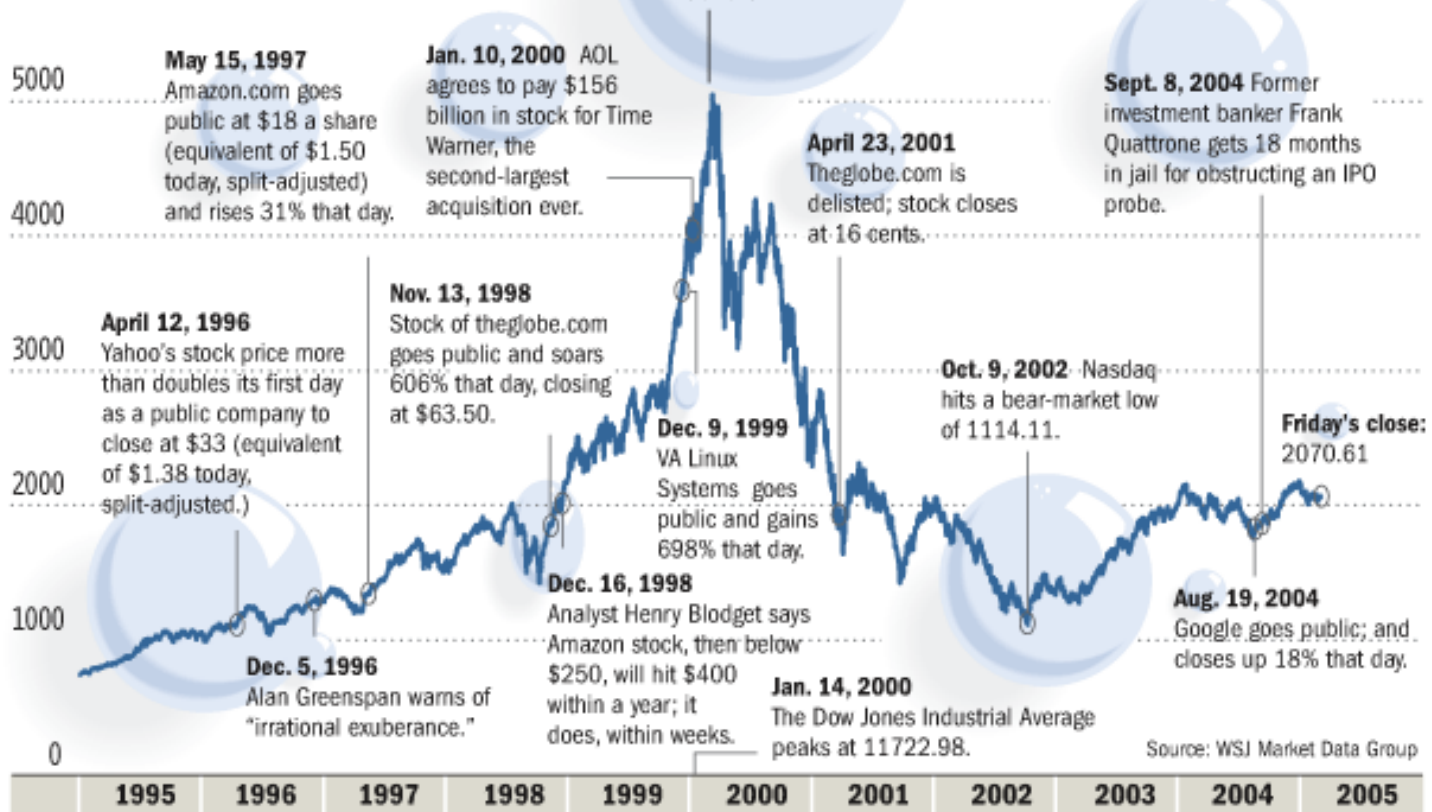 5000
4000
3000
2000
1000
0
May 15, 1997
Amazon.com goes
public at $18 a share
(equivalent of $1.50
today, split-adjusted)
and rises 31% that day.
Jan. 10, 2000 AOL
agrees to pay $156
billion in stock for Time
Warner, the
second-largest
acquisition ever.
April 23, 2001
Theglobe.com is
delisted; stock closes
at 16 cents.
Sept. 8, 2004 Former
investment banker Frank
Quattrone gets 18 months
in jail for obstructing an IPO
probe.
April 12, 1996
Yahoo's stock price more
than doubles its first day
as a public company to
close at $33 (equivalent
of $1.38 today,
split-adjusted.)
Nov. 13, 1998
Stock of theglobe.com
goes public and soars
606% that day, closing
at $63.50.
Dec. 9, 1999
VA Linux
Systems goes
public and gains
698% that day.
Oct. 9, 2002 Nasdaq
hits a bear-market low
of 1114.11.
Friday's close:
2070.61
Dec. 5, 1996
Alan Greenspan warns of
"irrational exuberance."
Dec. 16, 1998
Analyst Henry Blodget says
Amazon stock, then below
$250, will hit $400
within a year; it
does, within weeks.
Jan. 14, 2000
The Dow Jones Industrial Average
peaks at 11722.98.
Aug. 19, 2004
Google goes public; and
closes up 18% that day.
Source: WSJ Market Data Group
1995 1996 1997 1998 1999 2000 2001 2002 2003 2004 2005